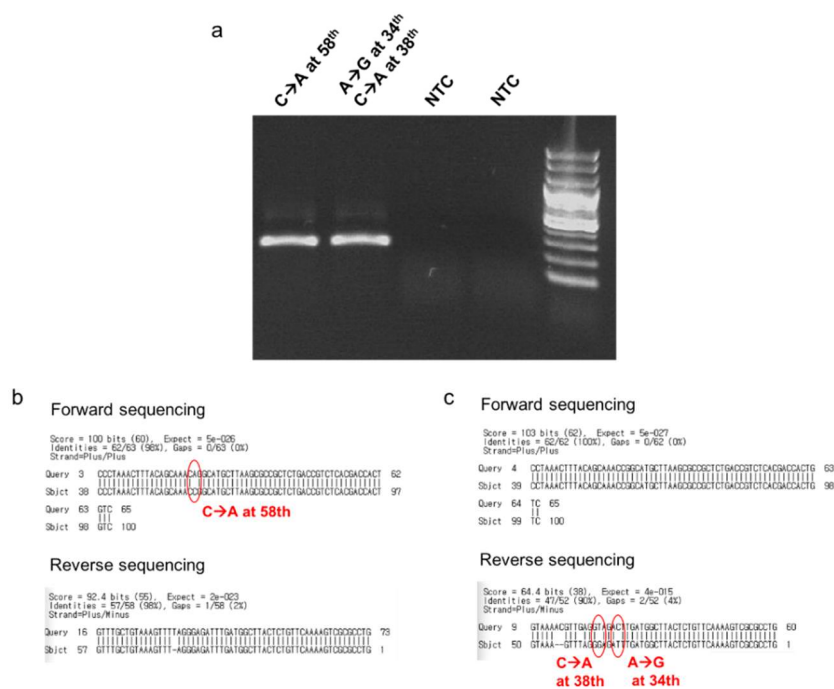 a
C→A at 58th
A→G at 34th
C→A at 38th
NTC
NTC
b
Forward sequencing
Score = 100 bits (60), Expect = 5e-026
Identities = 62/63 (98%), Gaps = 0/63 (0%)
Strand=Plus/Plus
Query 3 CCCTAAACTTTACAGCAAACAGGCATGCTTAAGCGCCGCTCTGACCGTCTCACGACCACT 62
Sbjct 38 CCCTAAACTTTACAGCAAACCGGCATGCTTAAGCGCCGCTCTGACCGTCTCACGACCACT 97
Query 63 GTC 65
Sbjct 98 GTC 100
C→A at 58th
Reverse sequencing
Score = 92.4 bits (55), Expect = 2e-023
Identities = 57/58 (98%), Gaps = 1/58 (2%)
Strand=Plus/Minus
Query 16 GTTTGCTGTAAAGTTTTAGGGAGATTTGATGGCTTACTCTGTTCAAAAGTCGCGCCTG 73
Sbjct 57 GTTTGCTGTAAAGTTT-AGGGAGATTTGATGGCTTACTCTGTTCAAAAGTCGCGCCTG 1
c
Forward sequencing
Score = 103 bits (62), Expect = 5e-027
Identities = 62/62 (100%), Gaps = 0/62 (0%)
Strand=Plus/Plus
Query 4 CCTAAACTTTACAGCAAACCGGCATGCTTAAGCGCCGCTCTGACCGTCTCACGACCACTG 63
Sbjct 39 CCTAAACTTTACAGCAAACCGGCATGCTTAAGCGCCGCTCTGACCGTCTCACGACCACTG 98
Query 64 TC 65
Sbjct 99 TC 100
Reverse sequencing
Score = 64.4 bits (38), Expect = 4e-015
Identities = 47/52 (90%), Gaps = 2/52 (4%)
Strand=Plus/Minus
Query 9 GTAAAACGTTTGAGGTAGACTTGATGGCTTACTCTGTTCAAAAGTCGCGCCTG 60
Sbjct 50 GTAAA--GTTTAGGGAGATTTGATGGCTTACTCTGTTCAAAAGTCGCGCCTG 1
C→A
at 38th
A→G
at 34th